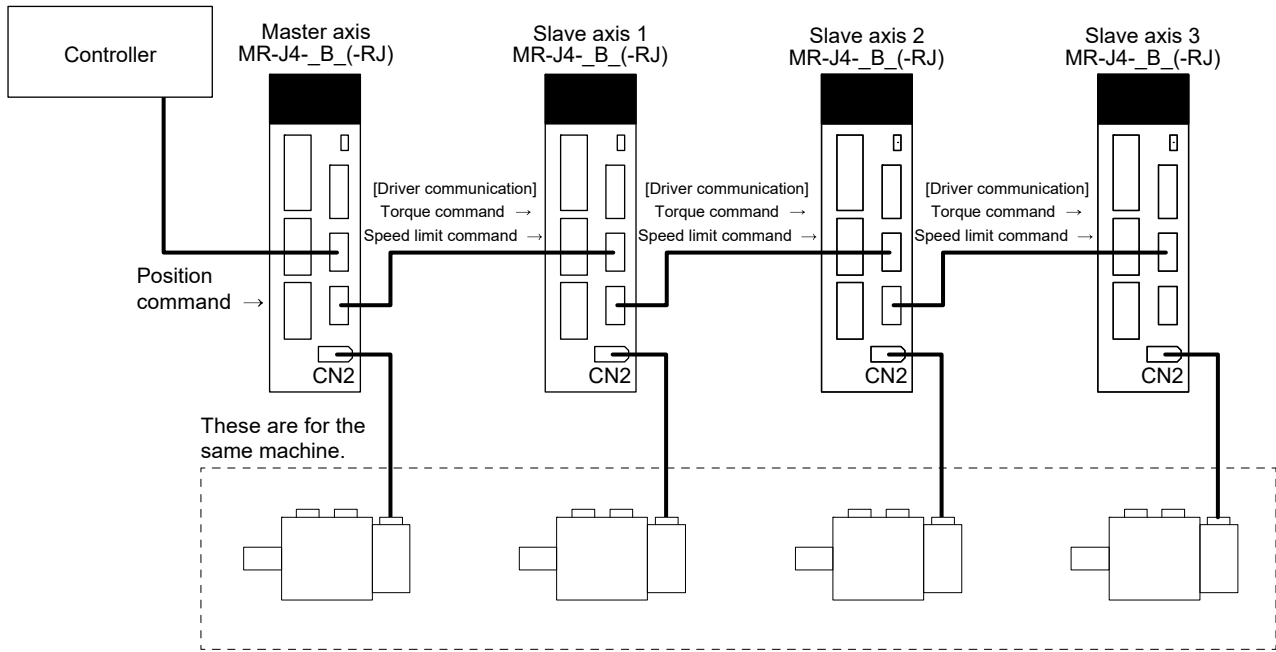 Controller
Master axis
MR-J4-_B_(-RJ)
Slave axis 1
MR-J4-_B_(-RJ)
Slave axis 2
MR-J4-_B_(-RJ)
Slave axis 3
MR-J4-_B_(-RJ)
[Driver communication]
Torque command →
Speed limit command →
[Driver communication]
Torque command →
Speed limit command →
[Driver communication]
Torque command →
Speed limit command →
Position
command →
CN2
CN2
CN2
CN2
These are for the
same machine.